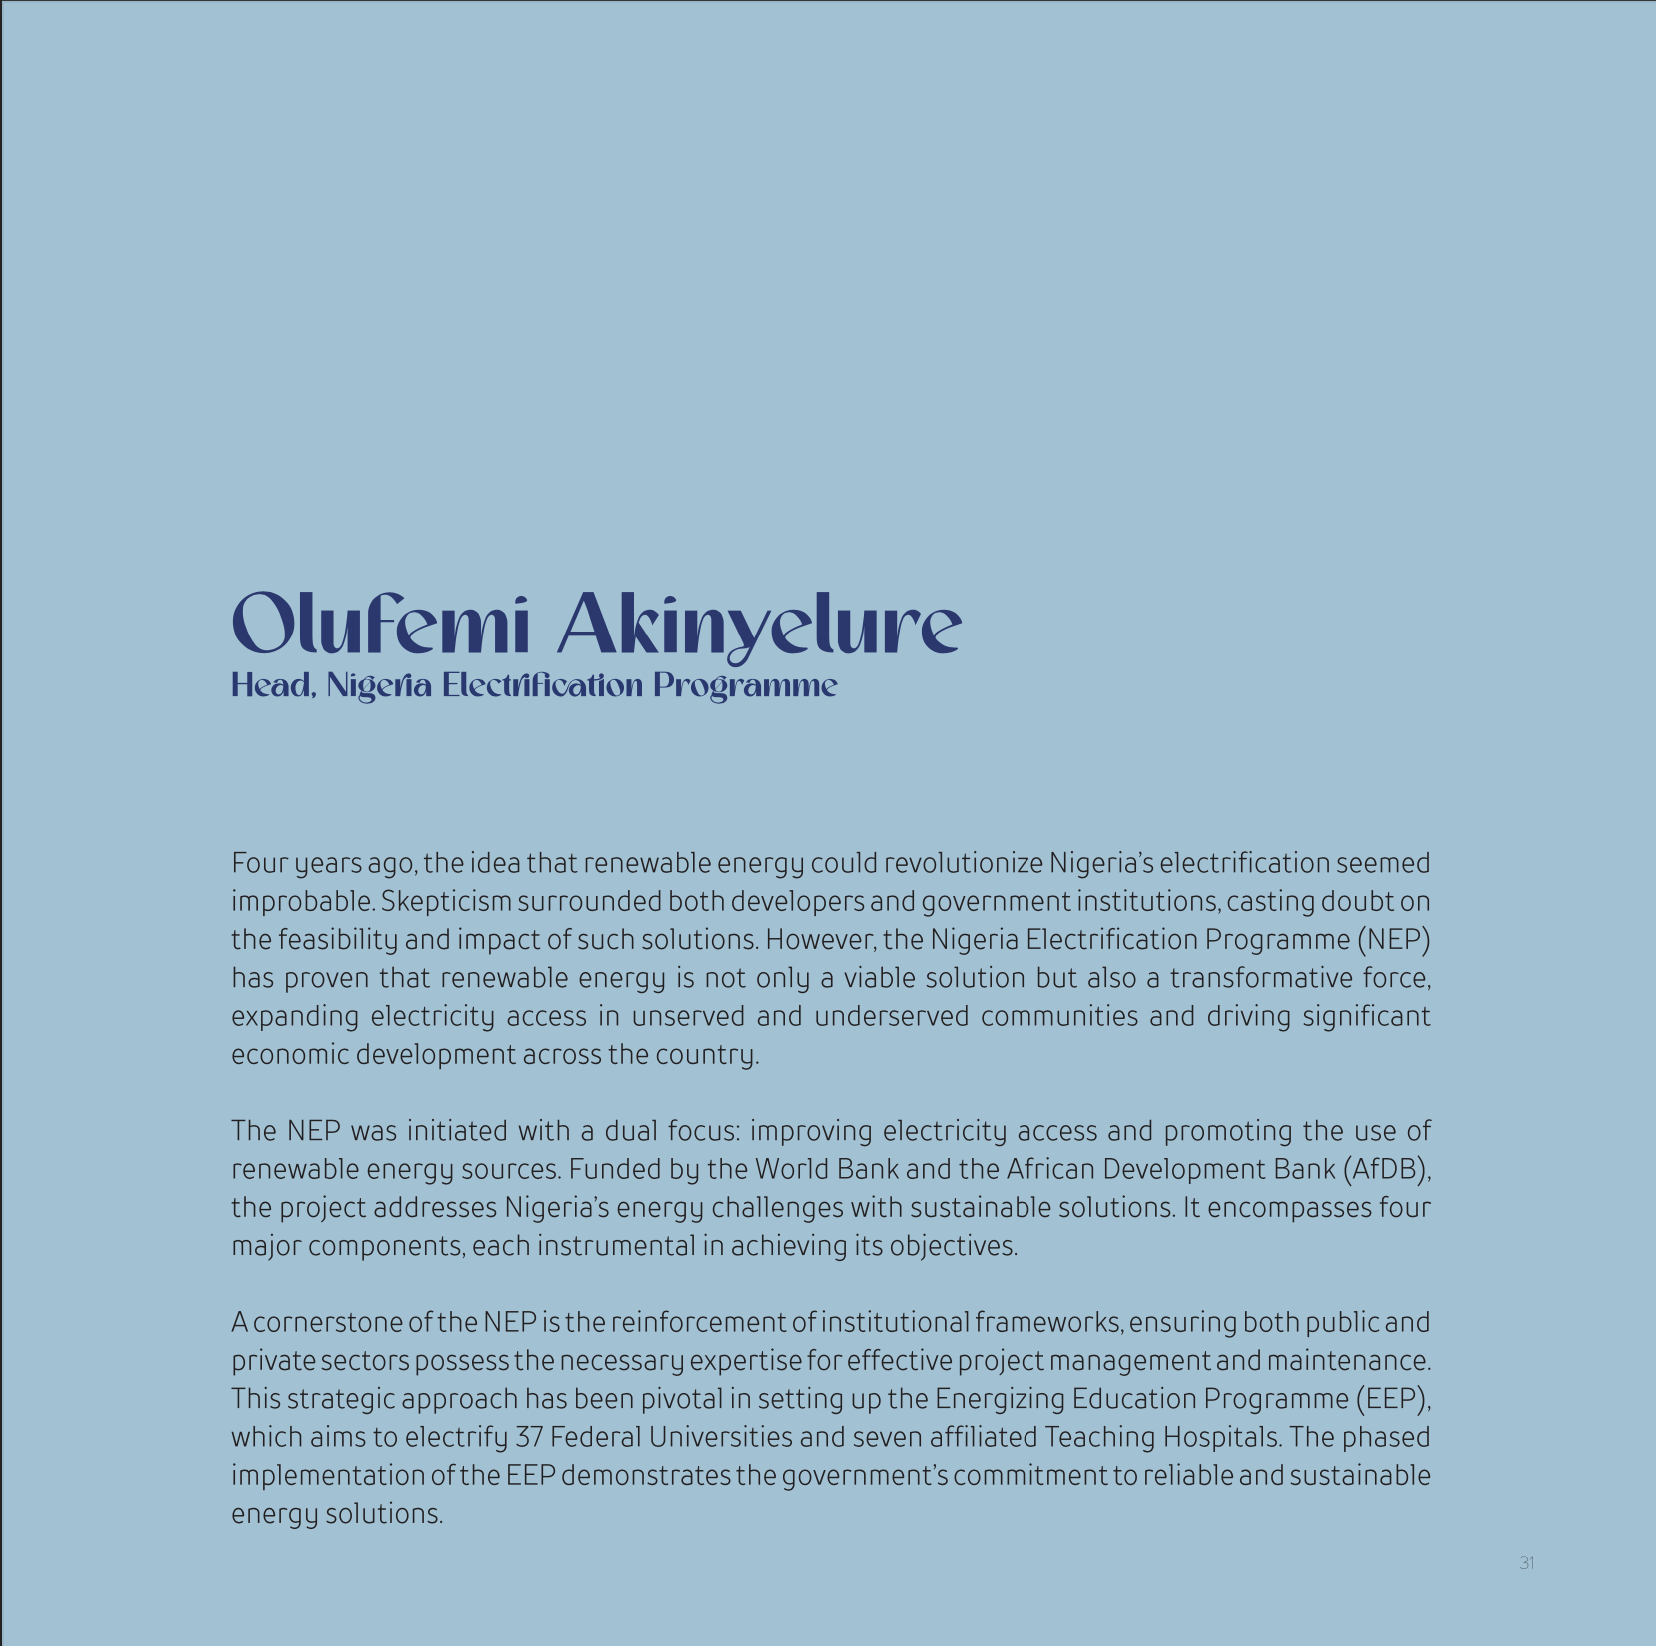 Olufemi Akinyelure
Head, Nigeria Electrification Programme
Four years ago, the idea that renewable energy could revolutionize Nigeria’s electrification seemed
improbable. Skepticism surrounded both developers and government institutions, casting doubt on
the feasibility and impact of such solutions. However, the Nigeria Electrification Programme (NEP)
has proven that renewable energy is not only a viable solution but also a transformative force,
expanding electricity access in unserved and underserved communities and driving significant
economic development across the country.
The NEP was initiated with a dual focus: improving electricity access and promoting the use of
renewable energy sources. Funded by the World Bank and the African Development Bank (AfDB),
the project addresses Nigeria’s energy challenges with sustainable solutions. It encompasses four
major components, each instrumental in achieving its objectives.
A cornerstone of the NEP is the reinforcement of institutional frameworks, ensuring both public and
private sectors possess the necessary expertise for effective project management and maintenance.
This strategic approach has been pivotal in setting up the Energizing Education Programme (EEP),
which aims to electrify 37 Federal Universities and seven affiliated Teaching Hospitals. The phased
implementation of the EEP demonstrates the government’s commitment to reliable and sustainable
energy solutions.
31